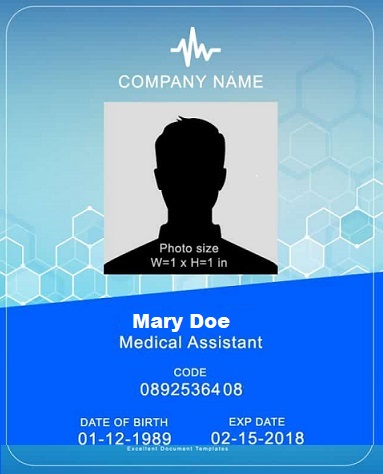 COMPANY NAME
Photo size
W=1 x H=1 in
Mary Doe
Medical Assistant
CODE
0892536408
DATE OF BIRTH EXP DATE
01-12-1989 02-15-2018
Excellent Document Templates